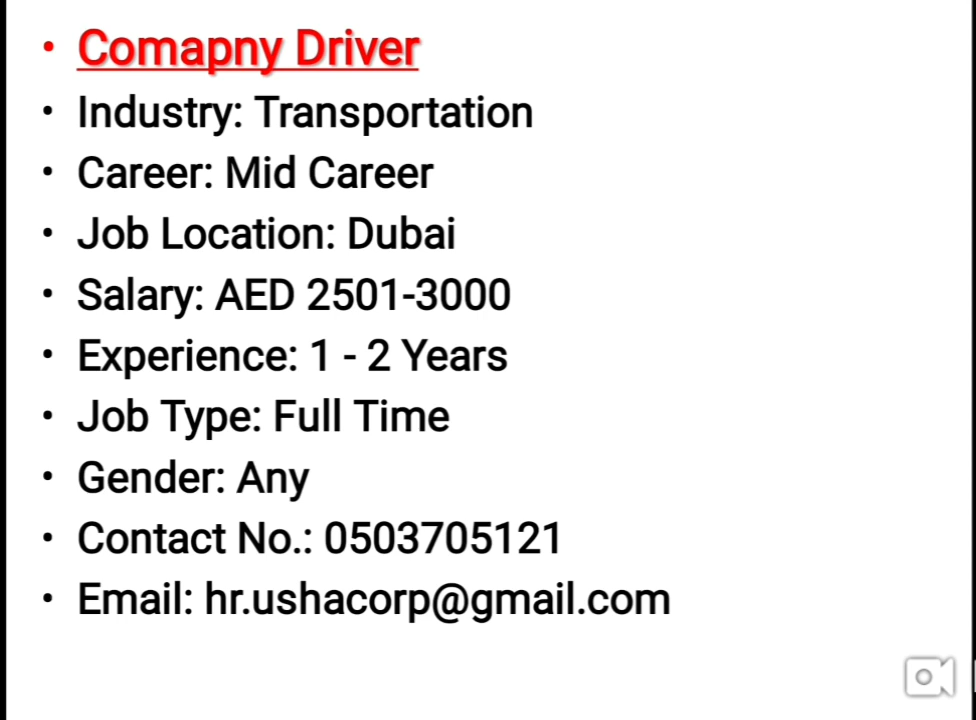 • Comapny Driver
• Industry: Transportation
• Career: Mid Career
• Job Location: Dubai
• Salary: AED 2501-3000
• Experience: 1 - 2 Years
• Job Type: Full Time
• Gender: Any
• Contact No.: 0503705121
• Email: hr.ushacorp@gmail.com